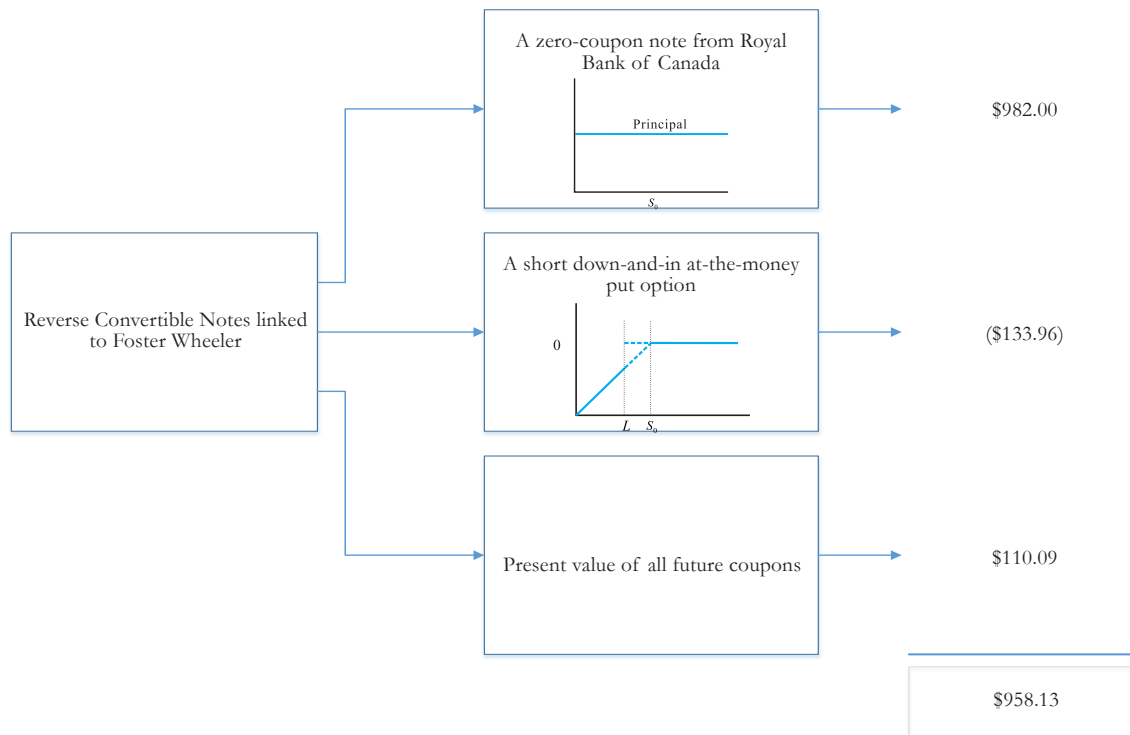 A zero-coupon note from Royal
Bank of Canada
Principal
S₀
$982.00
Reverse Convertible Notes linked
to Foster Wheeler
A short down-and-in at-the-money
put option
0
L S₀
($133.96)
Present value of all future coupons
$110.09
$958.13